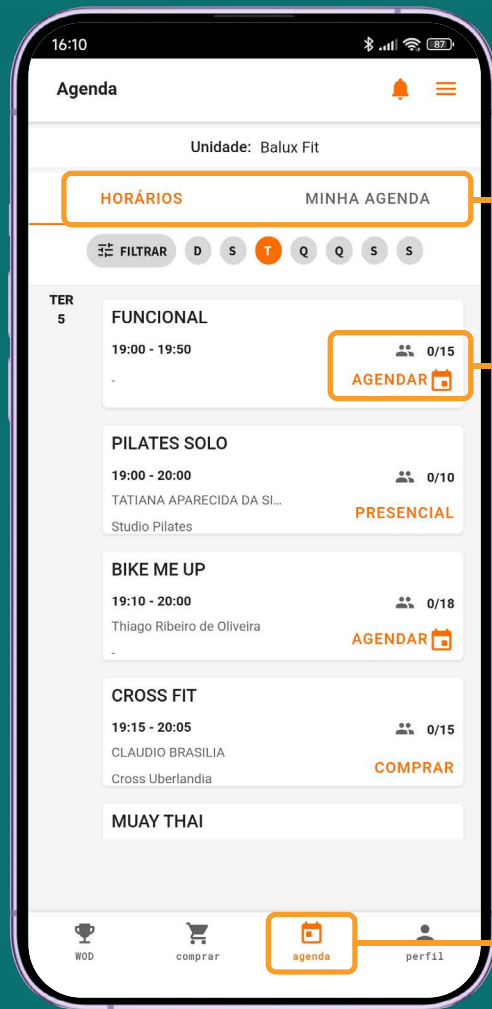 16:10
87
Agenda
Unidade: Balux Fit
HORÁRIOS MINHA AGENDA
FILTRAR D S T Q Q S S
TER
5
FUNCIONAL
19:00 - 19:50 0/15
- AGENDAR
PILATES SOLO
19:00 - 20:00 0/10
TATIANA APARECIDA DA SI...
PRESENCIAL
Studio Pilates
BIKE ME UP
19:10 - 20:00 0/18
Thiago Ribeiro de Oliveira
AGENDAR
-
CROSS FIT
19:15 - 20:05 0/15
CLAUDIO BRASILIA
COMPRAR
Cross Uberlandia
MUAY THAI
WOD comprar agenda perfil